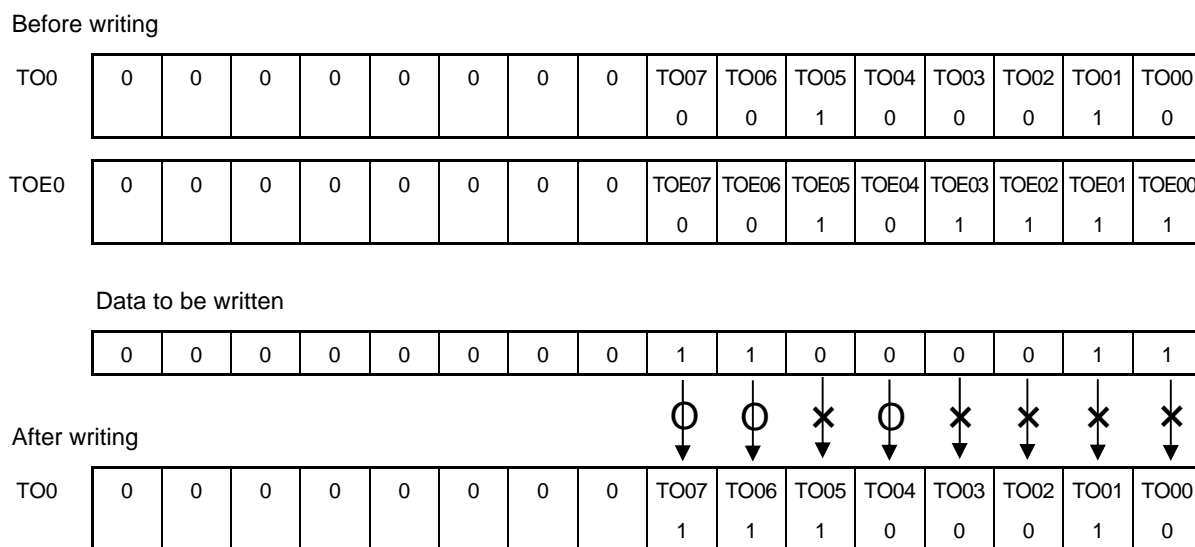 Before writing
TO0 0 0 0 0 0 0 0 0 TO07 TO06 TO05 TO04 TO03 TO02 TO01 TO00
0 0 1 0 0 0 1 0
TOE0 0 0 0 0 0 0 0 0 TOE07 TOE06 TOE05 TOE04 TOE03 TOE02 TOE01 TOE00
0 0 1 0 1 1 1 1
Data to be written
0 0 0 0 0 0 0 0 1 1 0 0 0 0 1 1
O O × O × × × ×
After writing
TO0 0 0 0 0 0 0 0 0 TO07 TO06 TO05 TO04 TO03 TO02 TO01 TO00
1 1 1 0 0 0 1 0